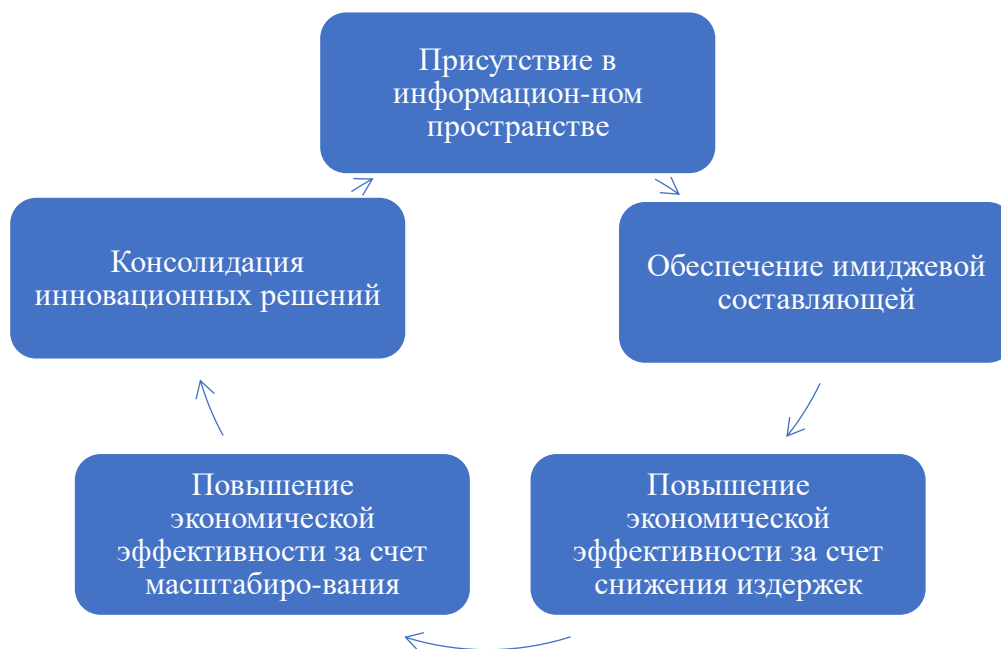 Присутствие в
информацион-ном
пространстве
Обеспечение имиджевой
составляющей
Повышение
экономической
эффективности за счет
снижения издержек
Повышение
экономической
эффективности за счет
масштабиро-вания
Консолидация
инновационных решений